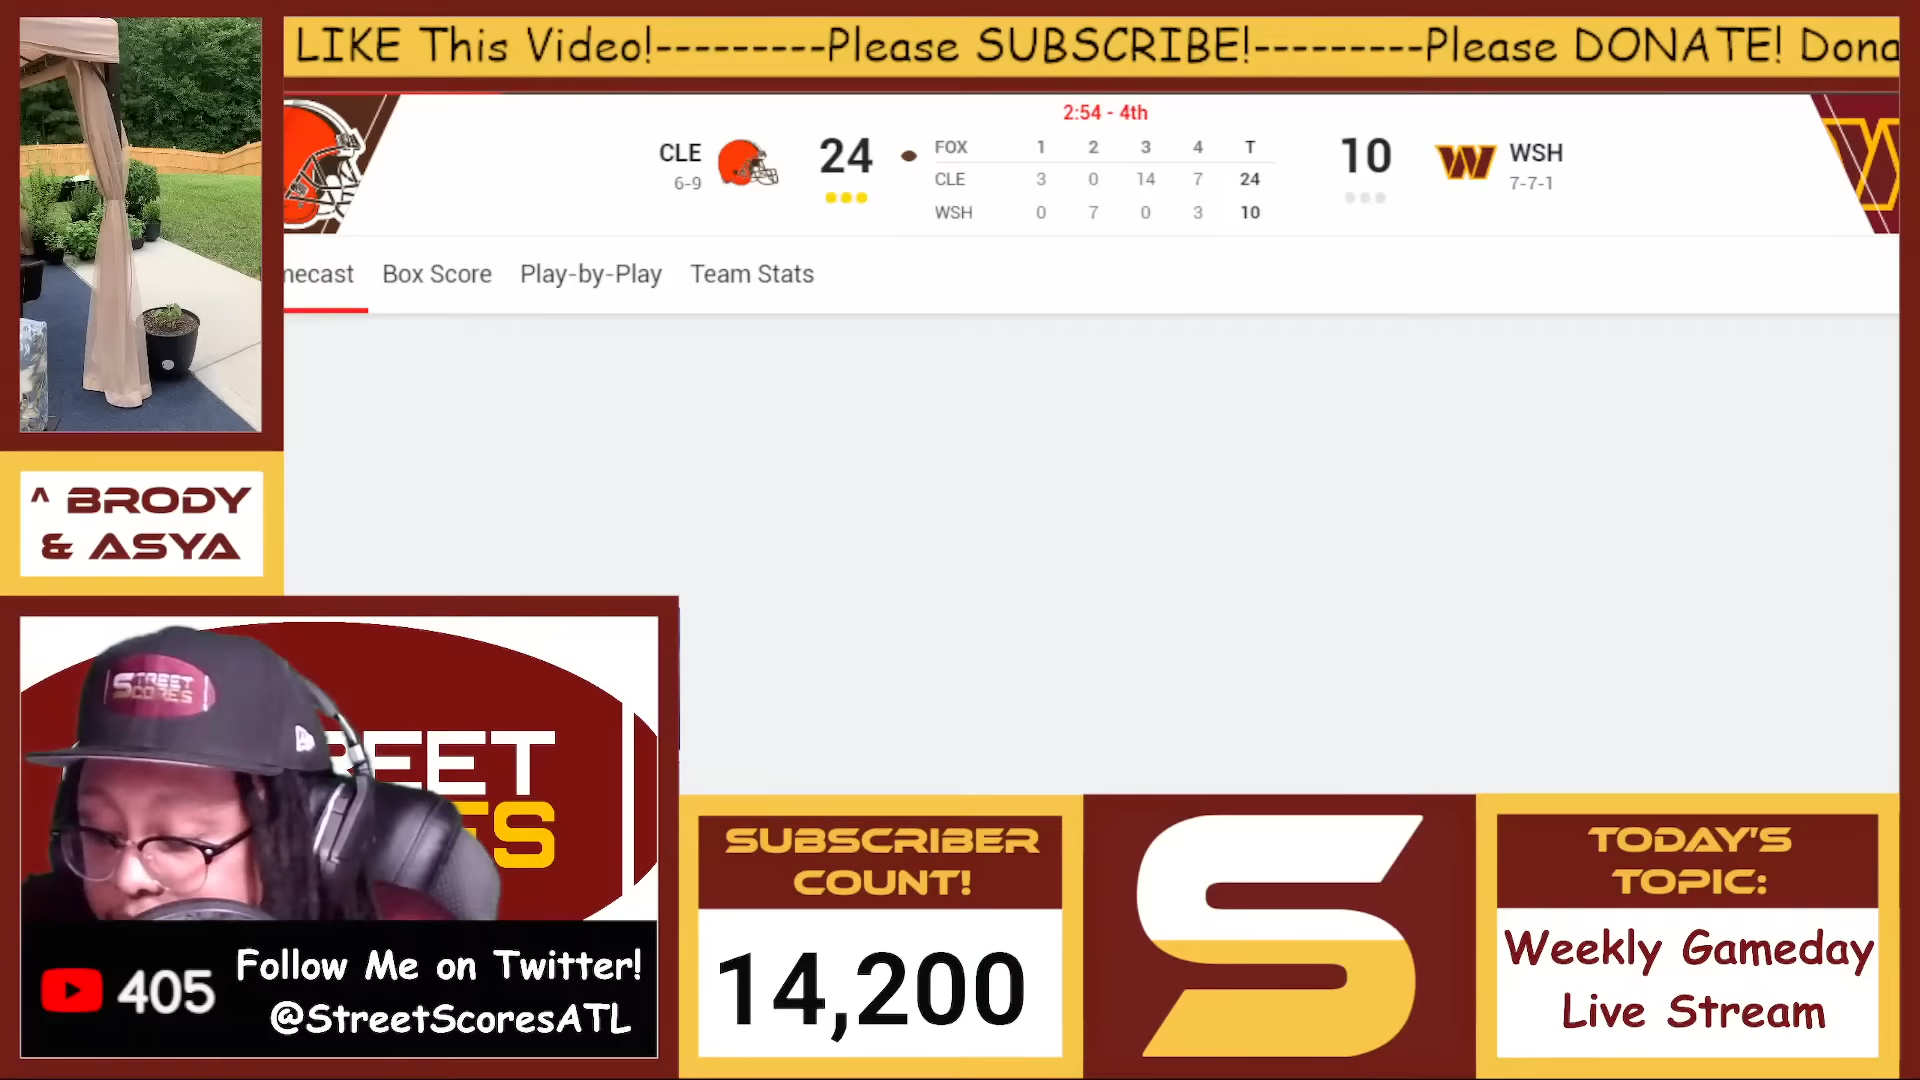 LIKE This Video!---------Please SUBSCRIBE!---------Please DONATE! Dona
2:54 - 4th
CLE
6-9
24
FOX 1 2 3 4 T
CLE 3 0 14 7 24
WSH 0 7 0 3 10
10
WSH
7-7-1
mecast Box Score Play-by-Play Team Stats
^ BRODY
& ASYA
STREET
SCORES
REET
ES
405
Follow Me on Twitter!
@StreetScoresATL
SUBSCRIBER
COUNT!
14,200
S
TODAY'S
TOPIC:
Weekly Gameday
Live Stream